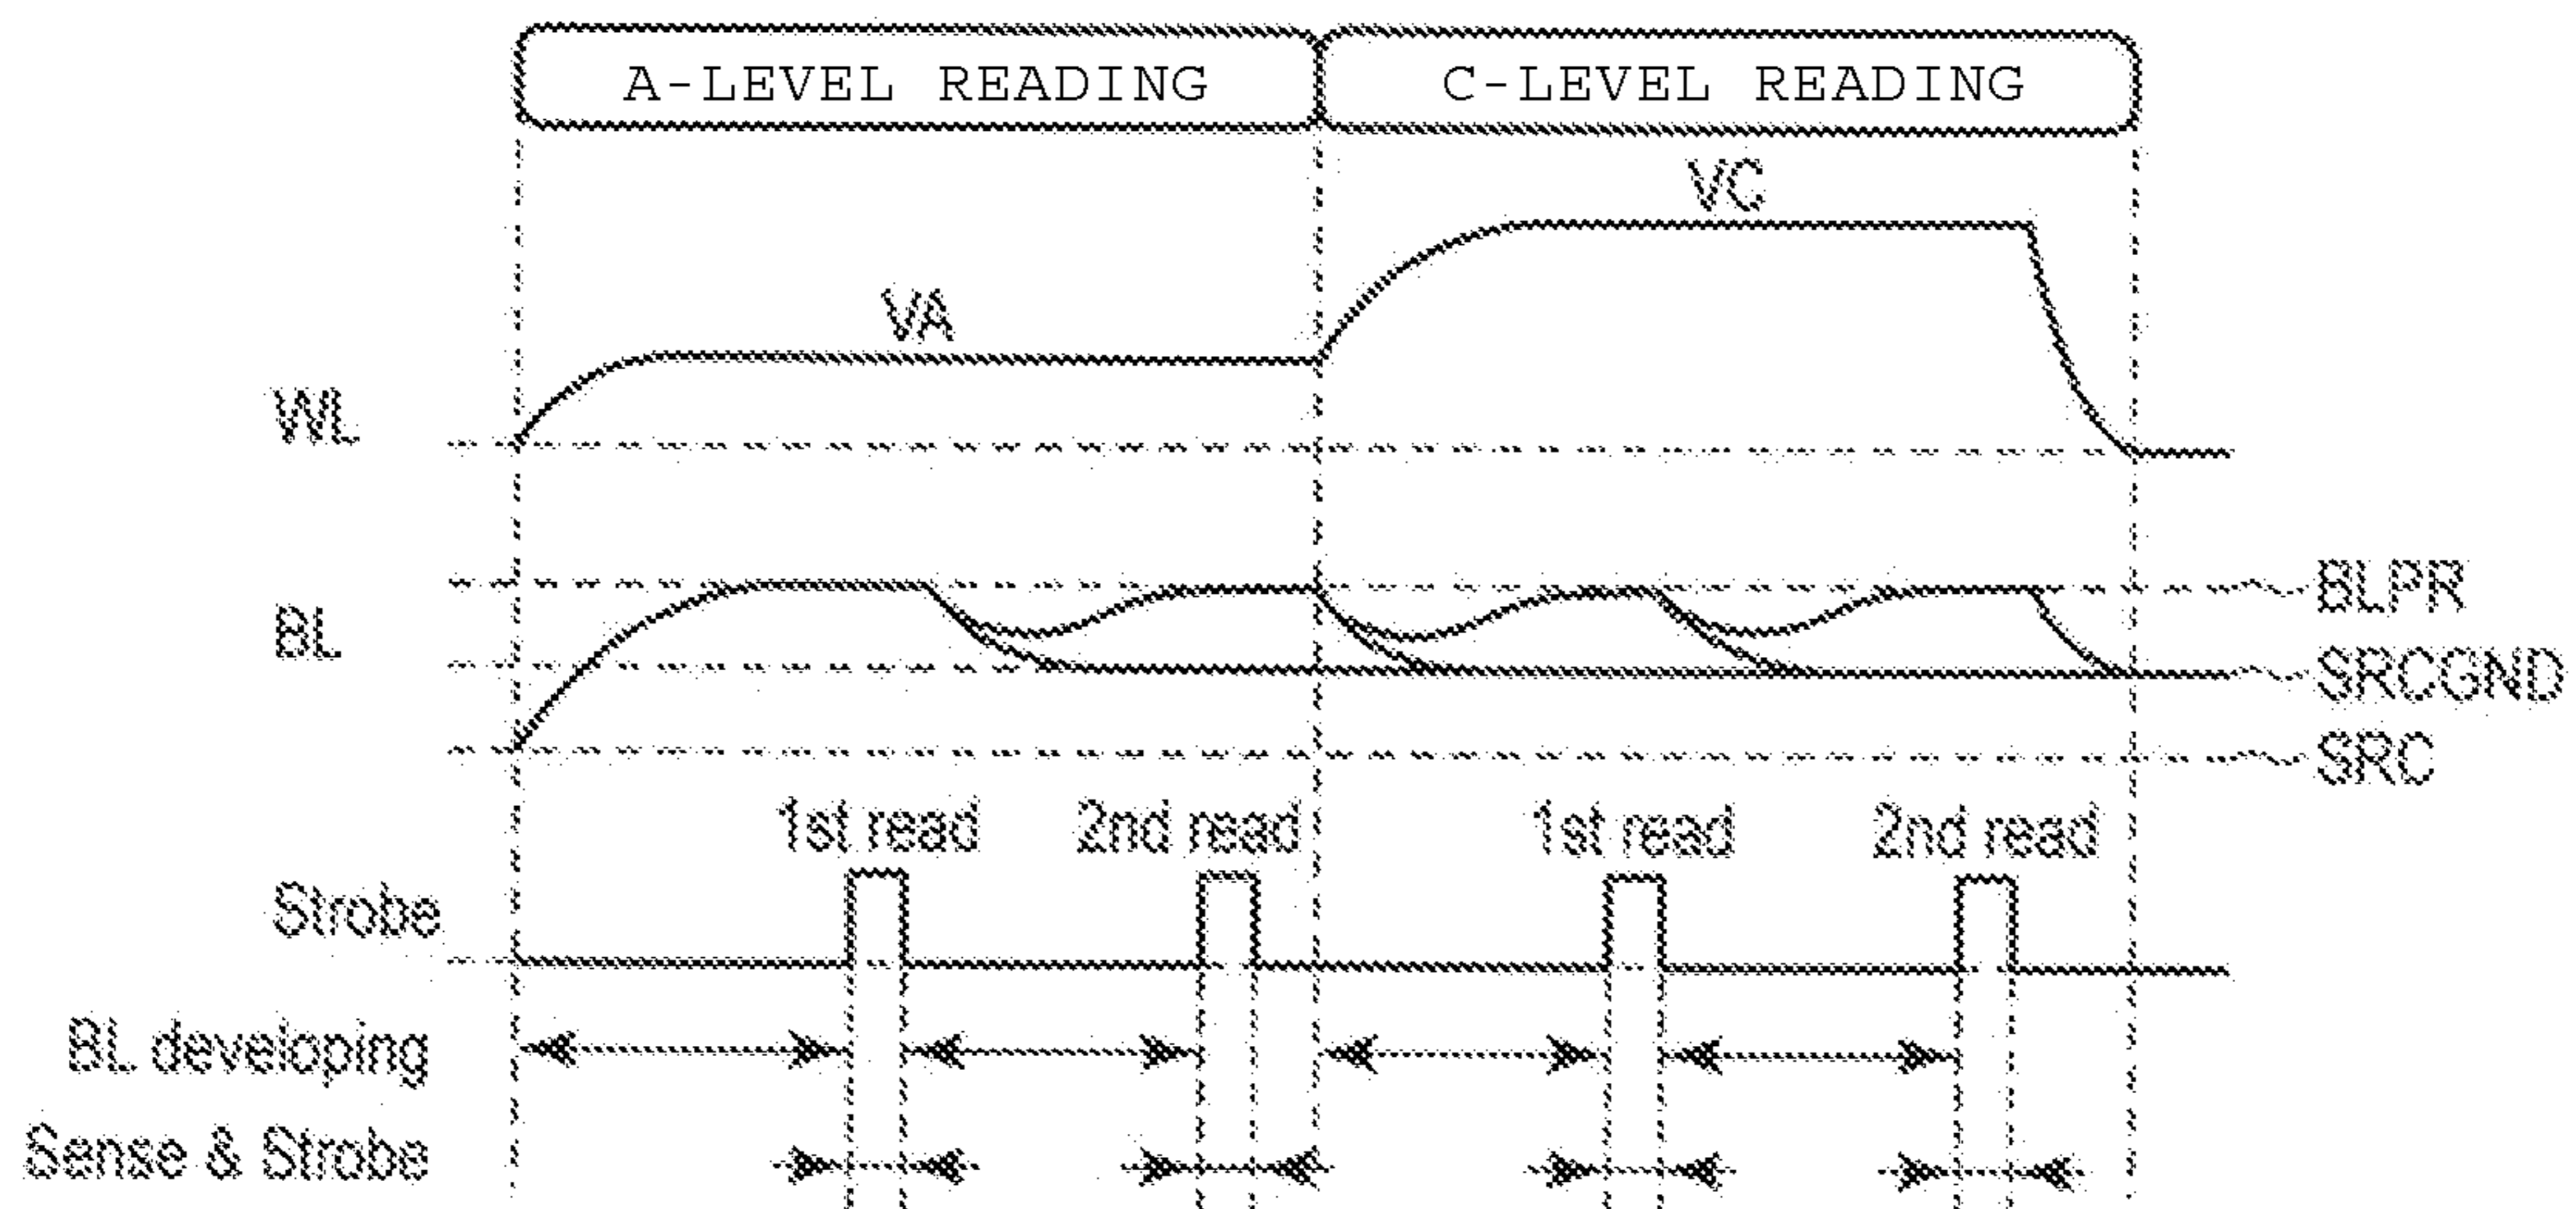 A-LEVEL READING
C-LEVEL READING
VC
VA
WL
BL
BLPR
SRCGND
SRC
1st read
2nd read
1st read
2nd read
Strobe
BL developing
Sense & Strobe